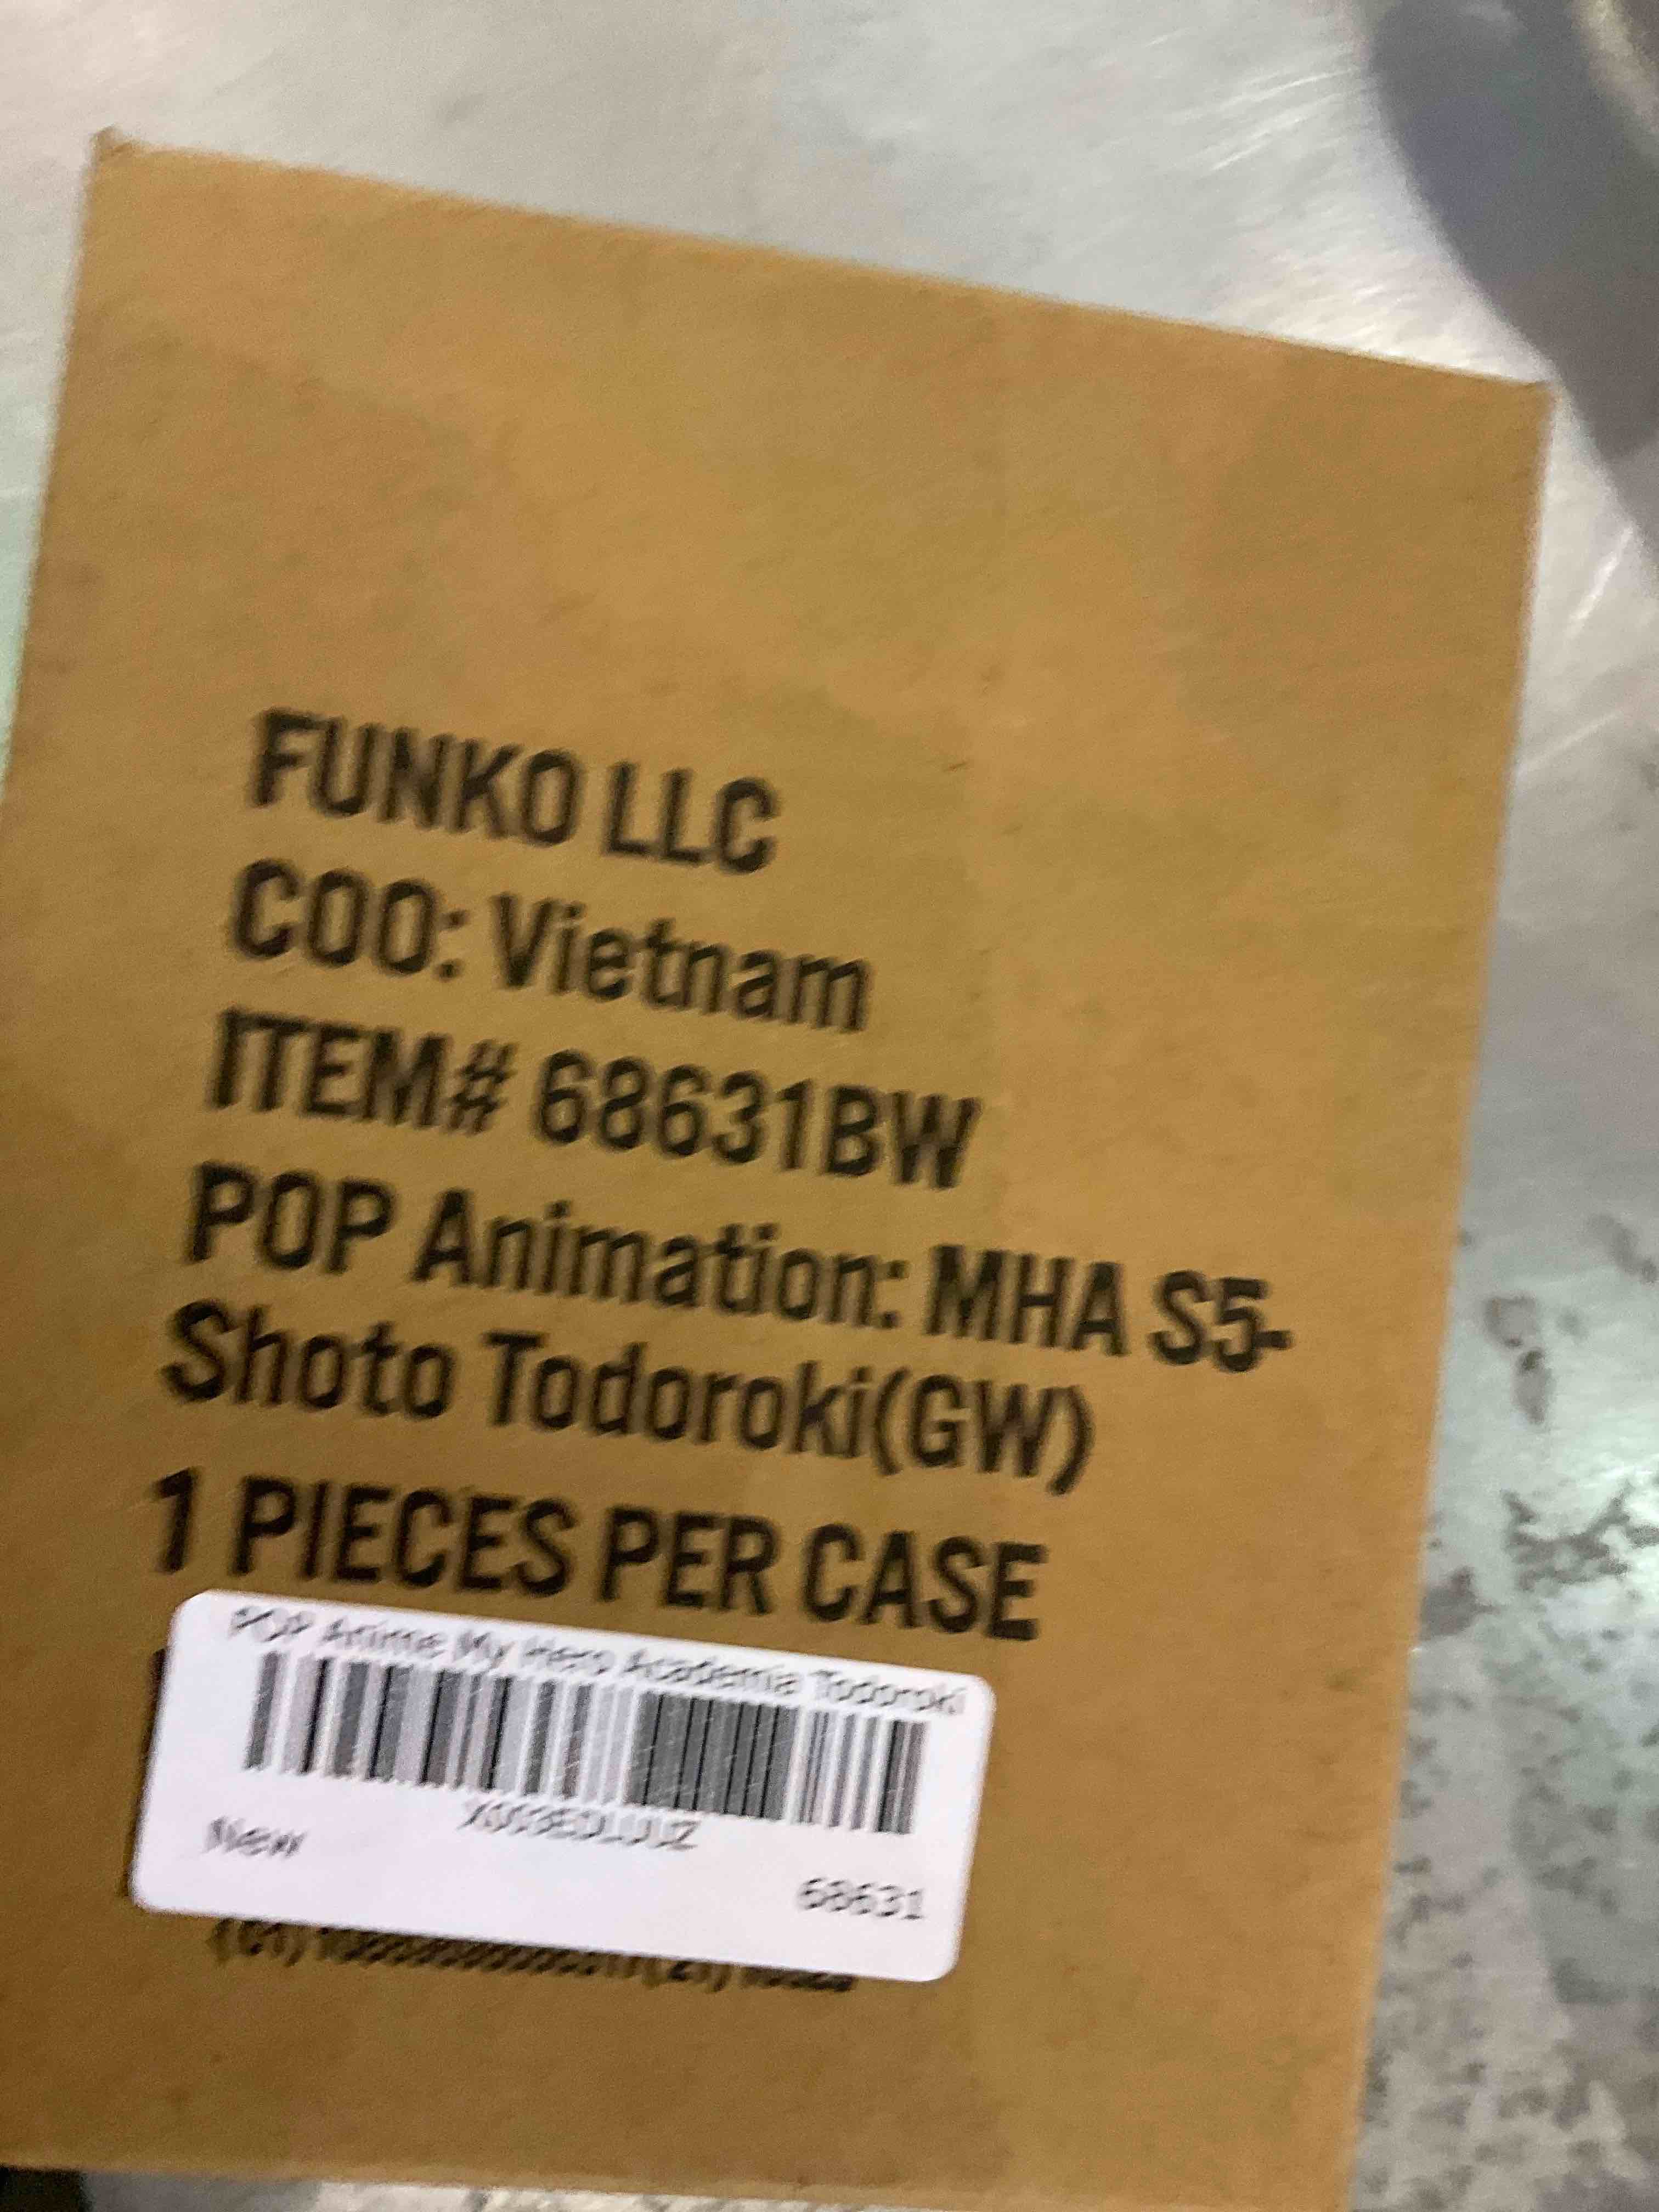 FUNKO LLC
COO: Vietnam
ITEM# 68631BW
POP Animation: MHA S5-
Shoto Todoroki(GW)
1 PIECES PER CASE
POP Anime My Hero Academia Todoroki
New
68631